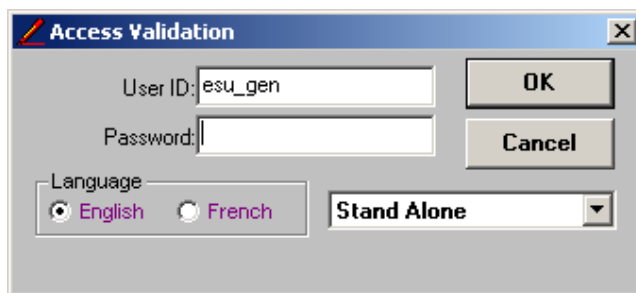 Access Validation
User ID: esu_gen
OK
Password:
Cancel
Language
English French
Stand Alone